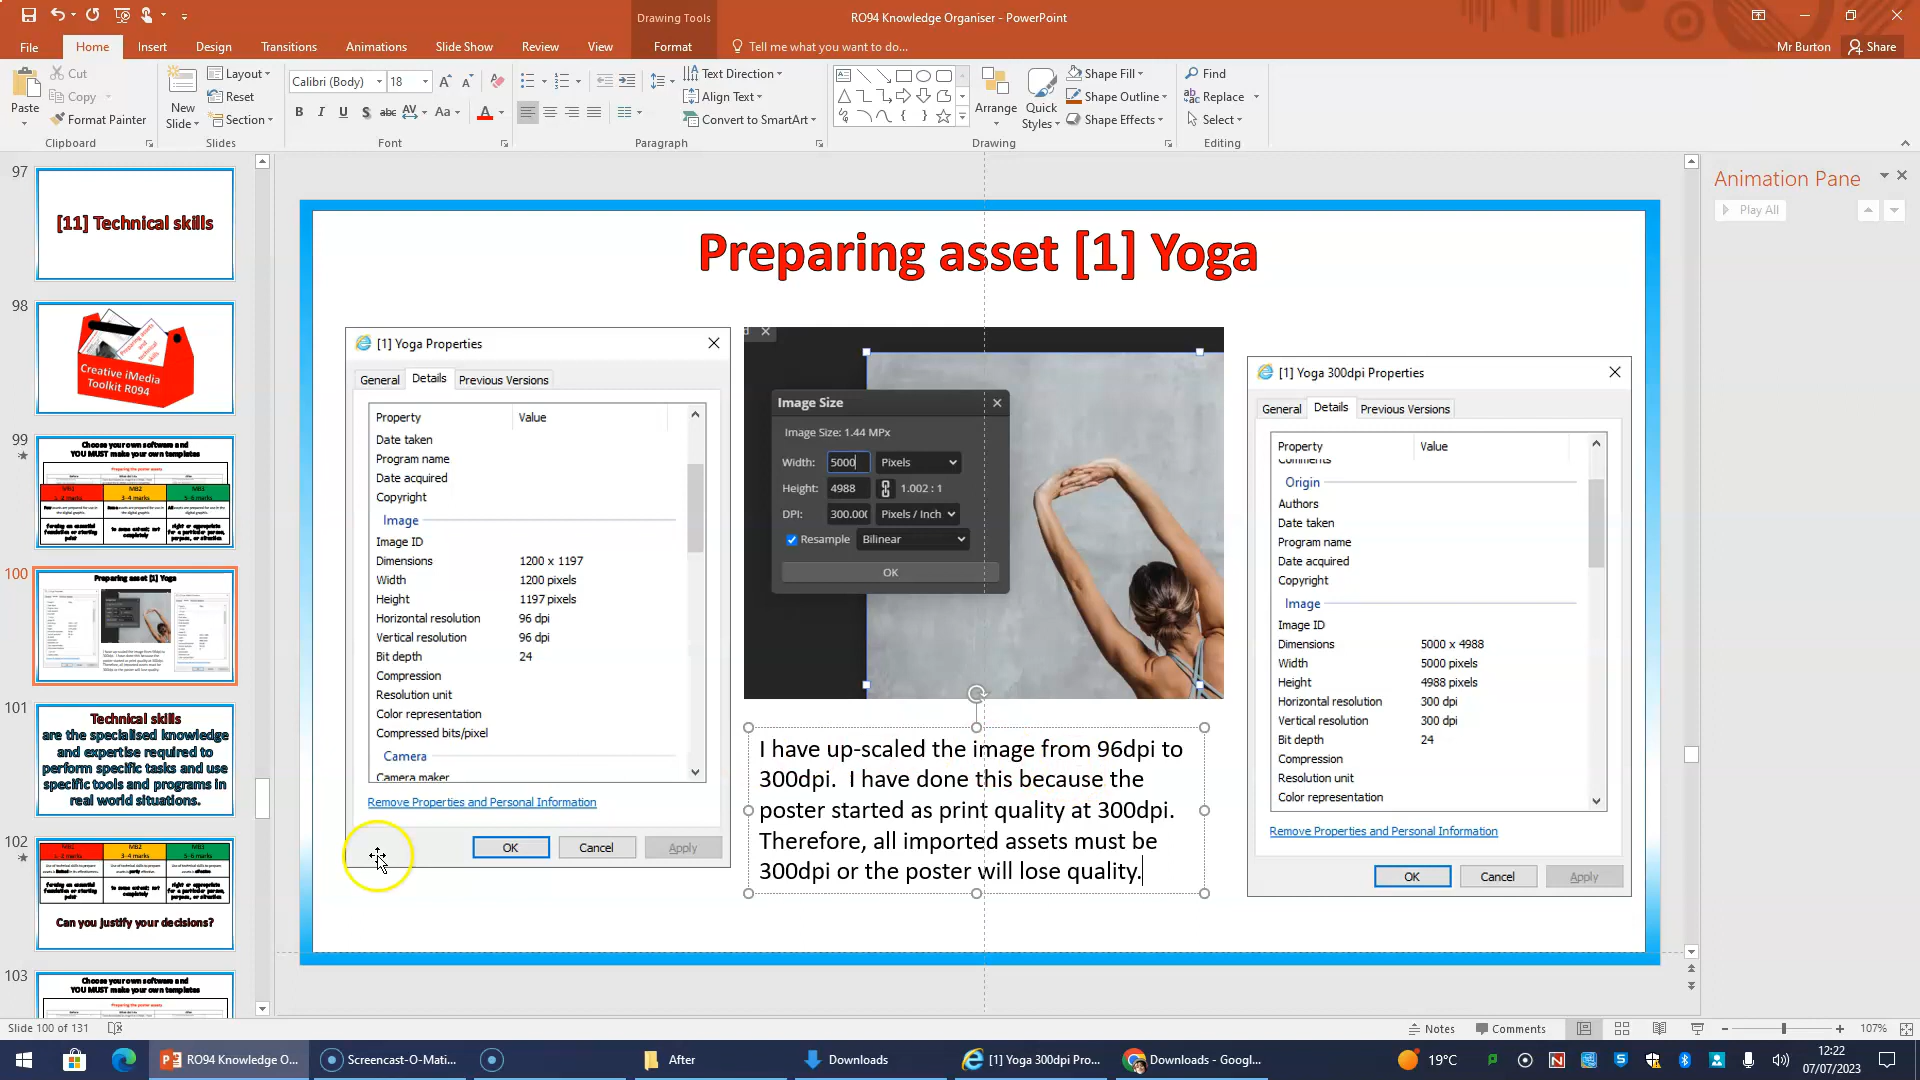 RO94 Knowledge Organiser - PowerPoint
Drawing Tools
File
Home
Insert
Design
Transitions
Animations
Slide Show
Review
View
Format
Tell me what you want to do...
Mr Burton
Share
Paste
Cut
Copy
Format Painter
Clipboard
New Slide
Layout
Reset
Section
Slides
Calibri (Body)
18
Font
Text Direction
Align Text
Convert to SmartArt
Paragraph
Arrange
Quick Styles
Shape Fill
Shape Outline
Shape Effects
Drawing
Find
Replace
Select
Editing
97
[11] Technical skills
98
Creative iMedia
Toolkit R094
99
Choose your own software and
YOU MUST make your own templates
100
Preparing asset [1] Yoga
101
Technical skills
are the specialised knowledge
and expertise required to
perform specific tasks and use
specific tools and programs in
real world situations.
102
Can you justify your decisions?
103
Choose your own software and
YOU MUST make your own templates
Preparing asset [1] Yoga
[1] Yoga Properties
General Details Previous Versions
Property Value
Date taken
Program name
Date acquired
Copyright
Image
Image ID
Dimensions 1200 x 1197
Width 1200 pixels
Height 1197 pixels
Horizontal resolution 96 dpi
Vertical resolution 96 dpi
Bit depth 24
Compression
Resolution unit
Color representation
Compressed bits/pixel
Camera
Camera maker
Remove Properties and Personal Information
OK Cancel Apply
Image Size
Image Size: 1.44 MPx
Width: 5000 Pixels
Height: 4988 1.002 : 1
DPI: 300.00 Pixels / Inch
Resample Bilinear
OK
I have up-scaled the image from 96dpi to
300dpi. I have done this because the
poster started as print quality at 300dpi.
Therefore, all imported assets must be
300dpi or the poster will lose quality.
[1] Yoga 300dpi Properties
General Details Previous Versions
Property Value
Comments
Origin
Authors
Date taken
Program name
Date acquired
Copyright
Image
Image ID
Dimensions 5000 x 4988
Width 5000 pixels
Height 4988 pixels
Horizontal resolution 300 dpi
Vertical resolution 300 dpi
Bit depth 24
Compression
Resolution unit
Color representation
Remove Properties and Personal Information
OK Cancel Apply
Animation Pane
Play All
Slide 100 of 131
Notes
Comments
107%
RO94 Knowledge O...
Screencast-O-Mati...
After
Downloads
[1] Yoga 300dpi Pro...
Downloads - Googl...
19°C
12:22
07/07/2023